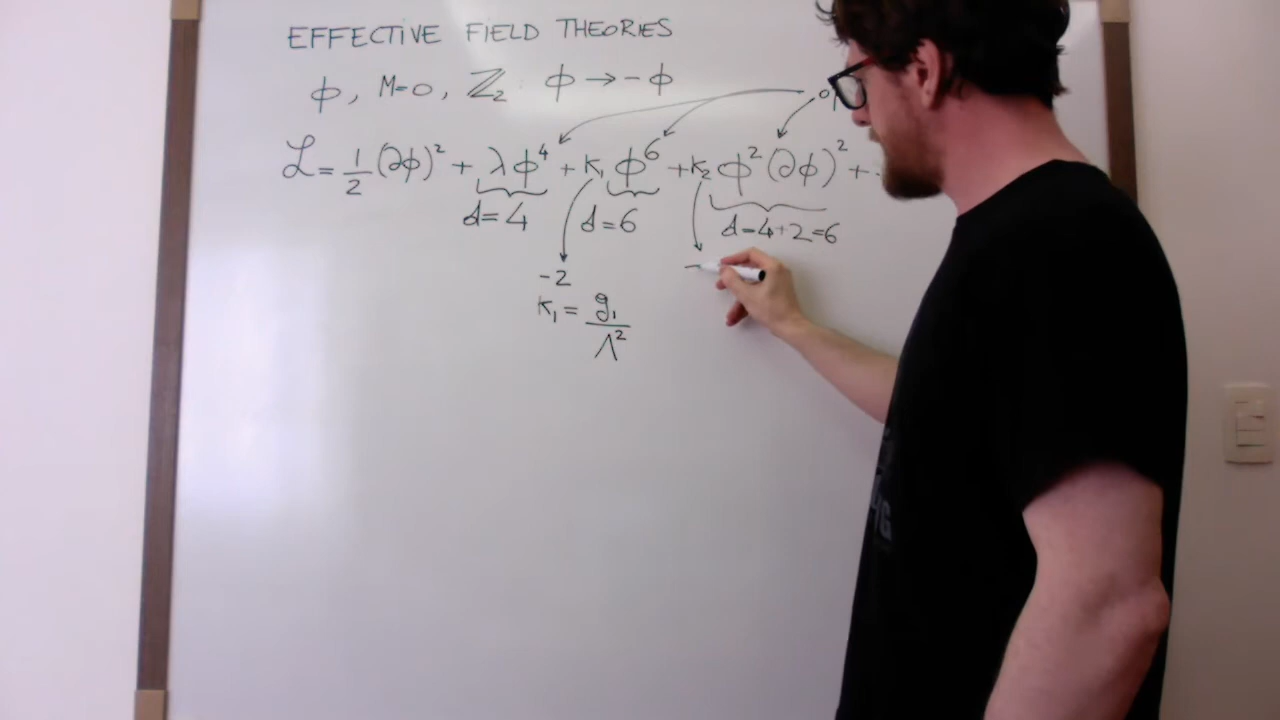 EFFECTIVE FIELD THEORIES
ϕ, M=0, ℤ₂ ϕ → -ϕ
ℒ = 1/2 (∂ϕ)² + λϕ⁴ + κ₁ϕ⁶ + κ₂ϕ²(∂ϕ)² +
d=4 d=6 d=4+2=6
-2 -
κ₁ = g₁/Λ²